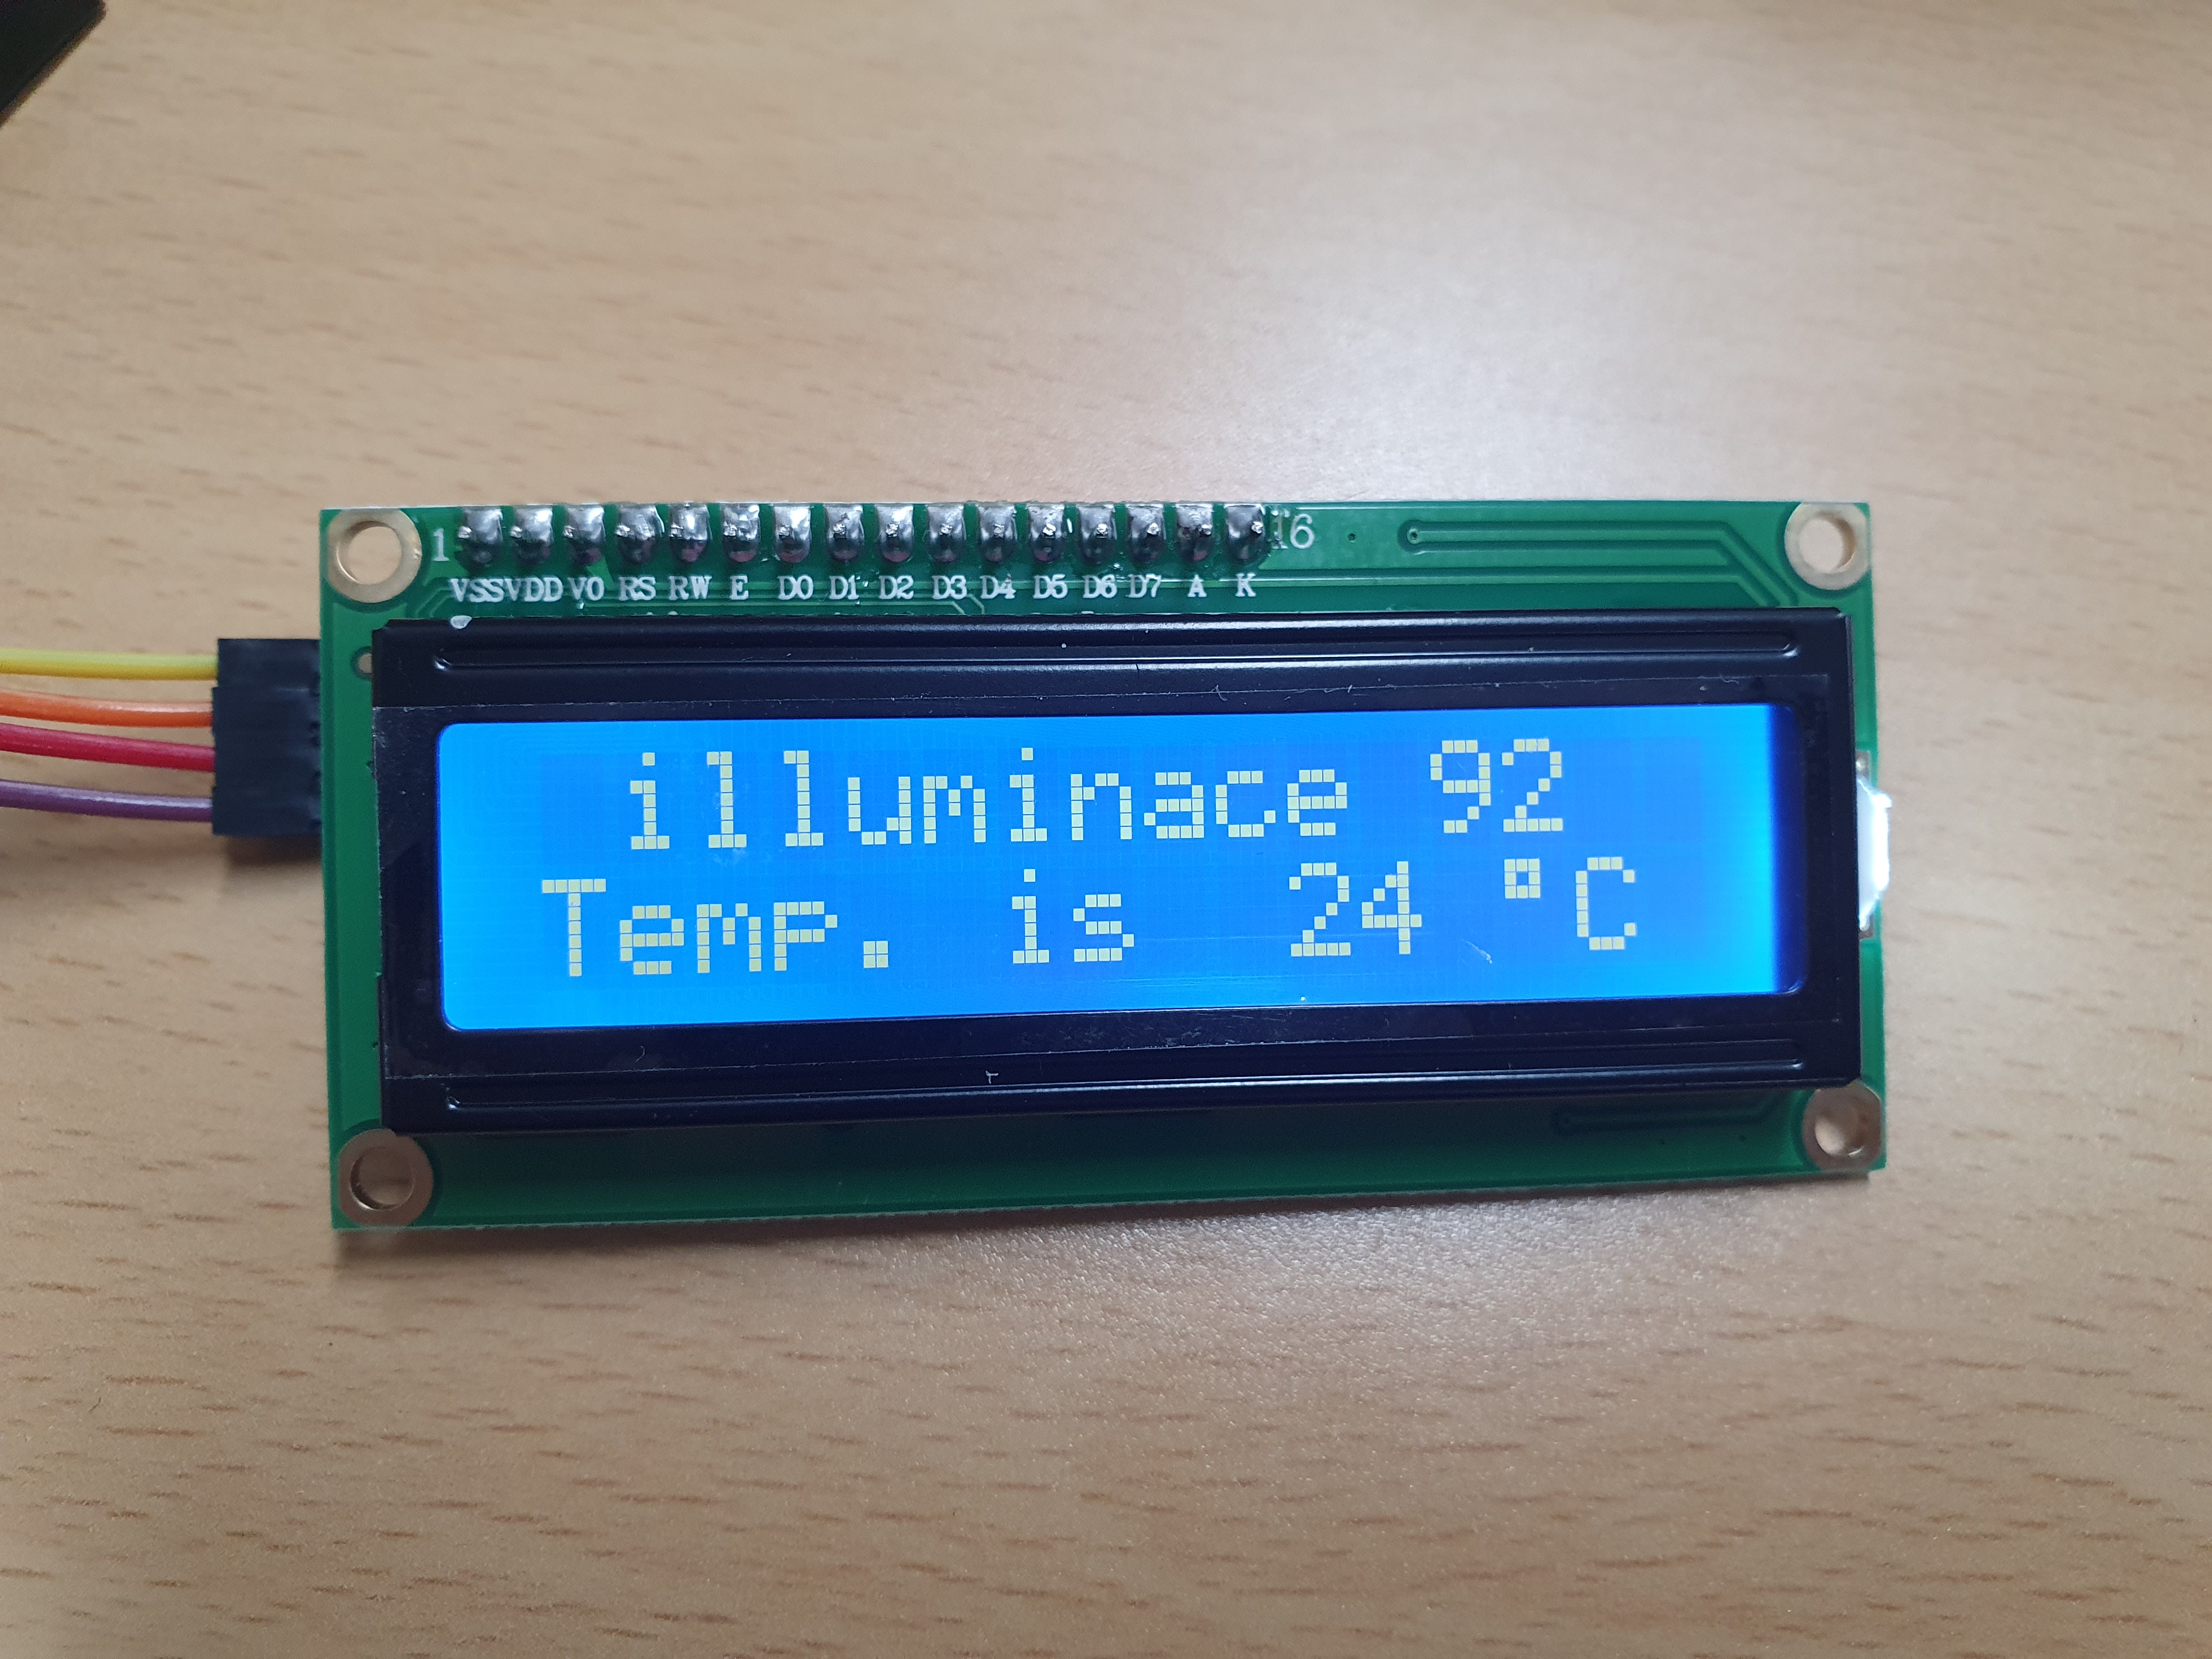 1 16
VSS VDD V0 RS RW E D0 D1 D2 D3 D4 D5 D6 D7 A K
illuminace 92
Temp. is 24 °C